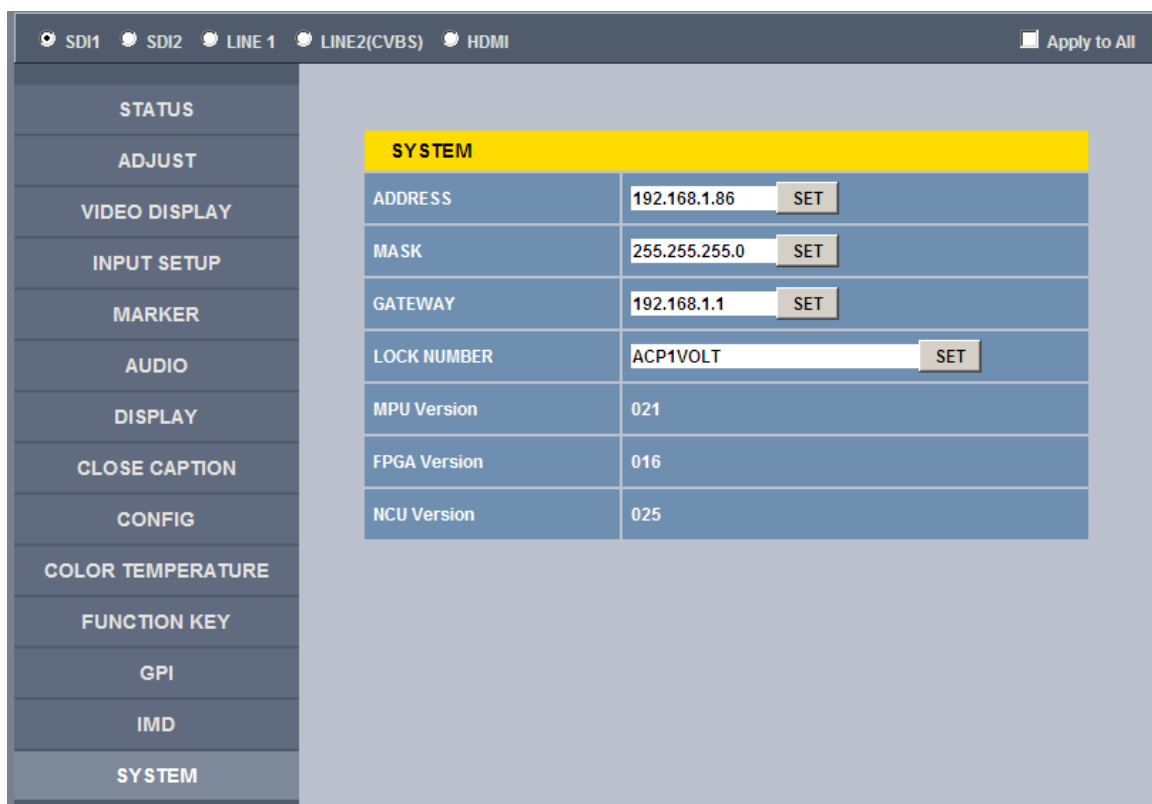 SDI1 SDI2 LINE 1 LINE2(CVBS) HDMI Apply to All
STATUS
ADJUST
VIDEO DISPLAY
INPUT SETUP
MARKER
AUDIO
DISPLAY
CLOSE CAPTION
CONFIG
COLOR TEMPERATURE
FUNCTION KEY
GPI
IMD
SYSTEM
SYSTEM
ADDRESS 192.168.1.86 SET
MASK 255.255.255.0 SET
GATEWAY 192.168.1.1 SET
LOCK NUMBER ACP1VOLT SET
MPU Version 021
FPGA Version 016
NCU Version 025